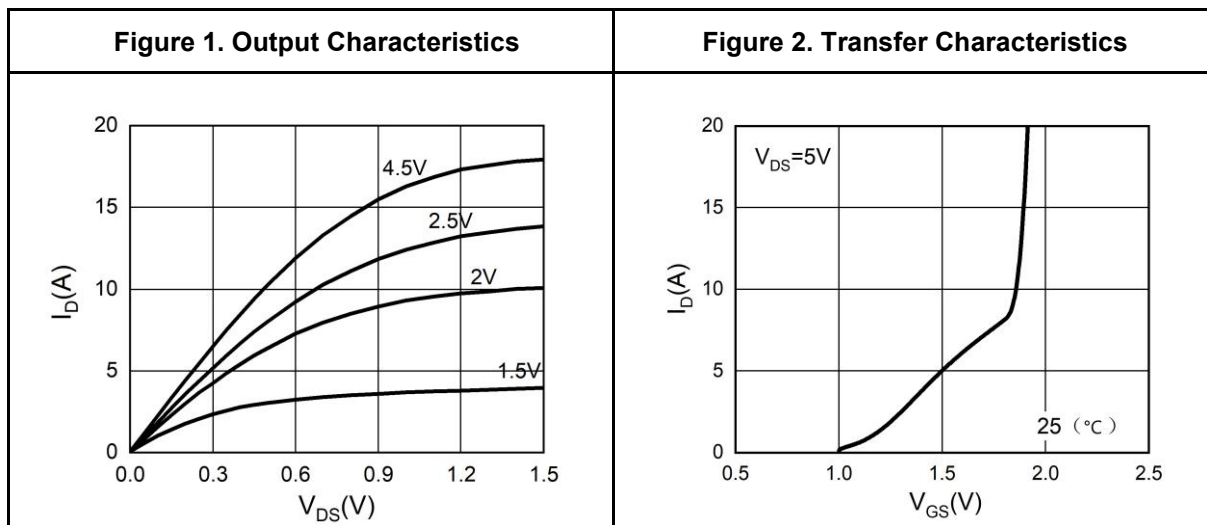 Figure 1. Output Characteristics
20
15
10
5
0
I_D(A)
4.5V
2.5V
2V
1.5V
0.0 0.3 0.6 0.9 1.2 1.5
V_DS(V)
Figure 2. Transfer Characteristics
20
15
10
5
0
I_D(A)
V_DS=5V
25（℃）
0.5 1.0 1.5 2.0 2.5
V_GS(V)